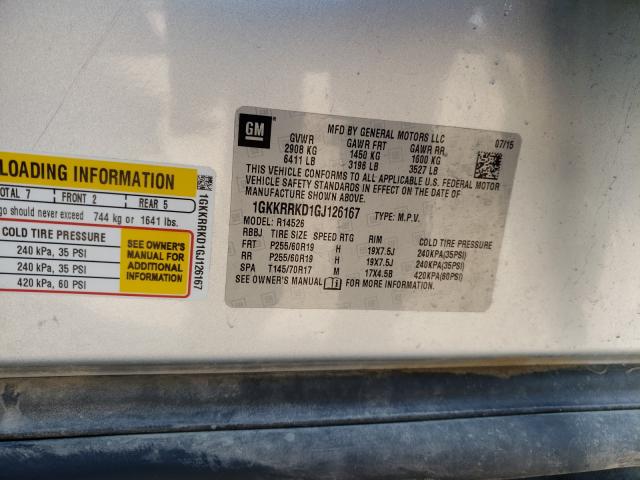 LOADING INFORMATION
TOTAL 7 FRONT 2 REAR 5
go should never exceed 744 kg or 1641 lbs.
COLD TIRE PRESSURE
240 kPa, 35 PSI
240 kPa, 35 PSI
420 kPa, 60 PSI
SEE OWNER'S
MANUAL FOR
ADDITIONAL
INFORMATION
1GKKRRKD1GJ126167
GM
MFD BY GENERAL MOTORS LLC 07/15
GVWR GAWR FRT GAWR RR
2908 KG 1450 KG 1600 KG
6411 LB 3196 LB 3527 LB
THIS VEHICLE CONFORMS TO ALL APPLICABLE U.S. FEDERAL MOTOR
VEHICLE SAFETY STANDARDS IN EFFECT ON THE DATE OF
MANUFACTURE SHOWN ABOVE.
1GKKRRKD1GJ126167 TYPE: M.P.V.
MODEL: R14526
RBBJ TIRE SIZE SPEED RTG RIM COLD TIRE PRESSURE
FRT P255/60R19 H 19X7.5J 240KPA(35PSI)
RR P255/60R19 H 19X7.5J 240KPA(35PSI)
SPA T145/70R17 M 17X4.5B 420KPA(60PSI)
SEE OWNER'S MANUAL FOR MORE INFORMATION.